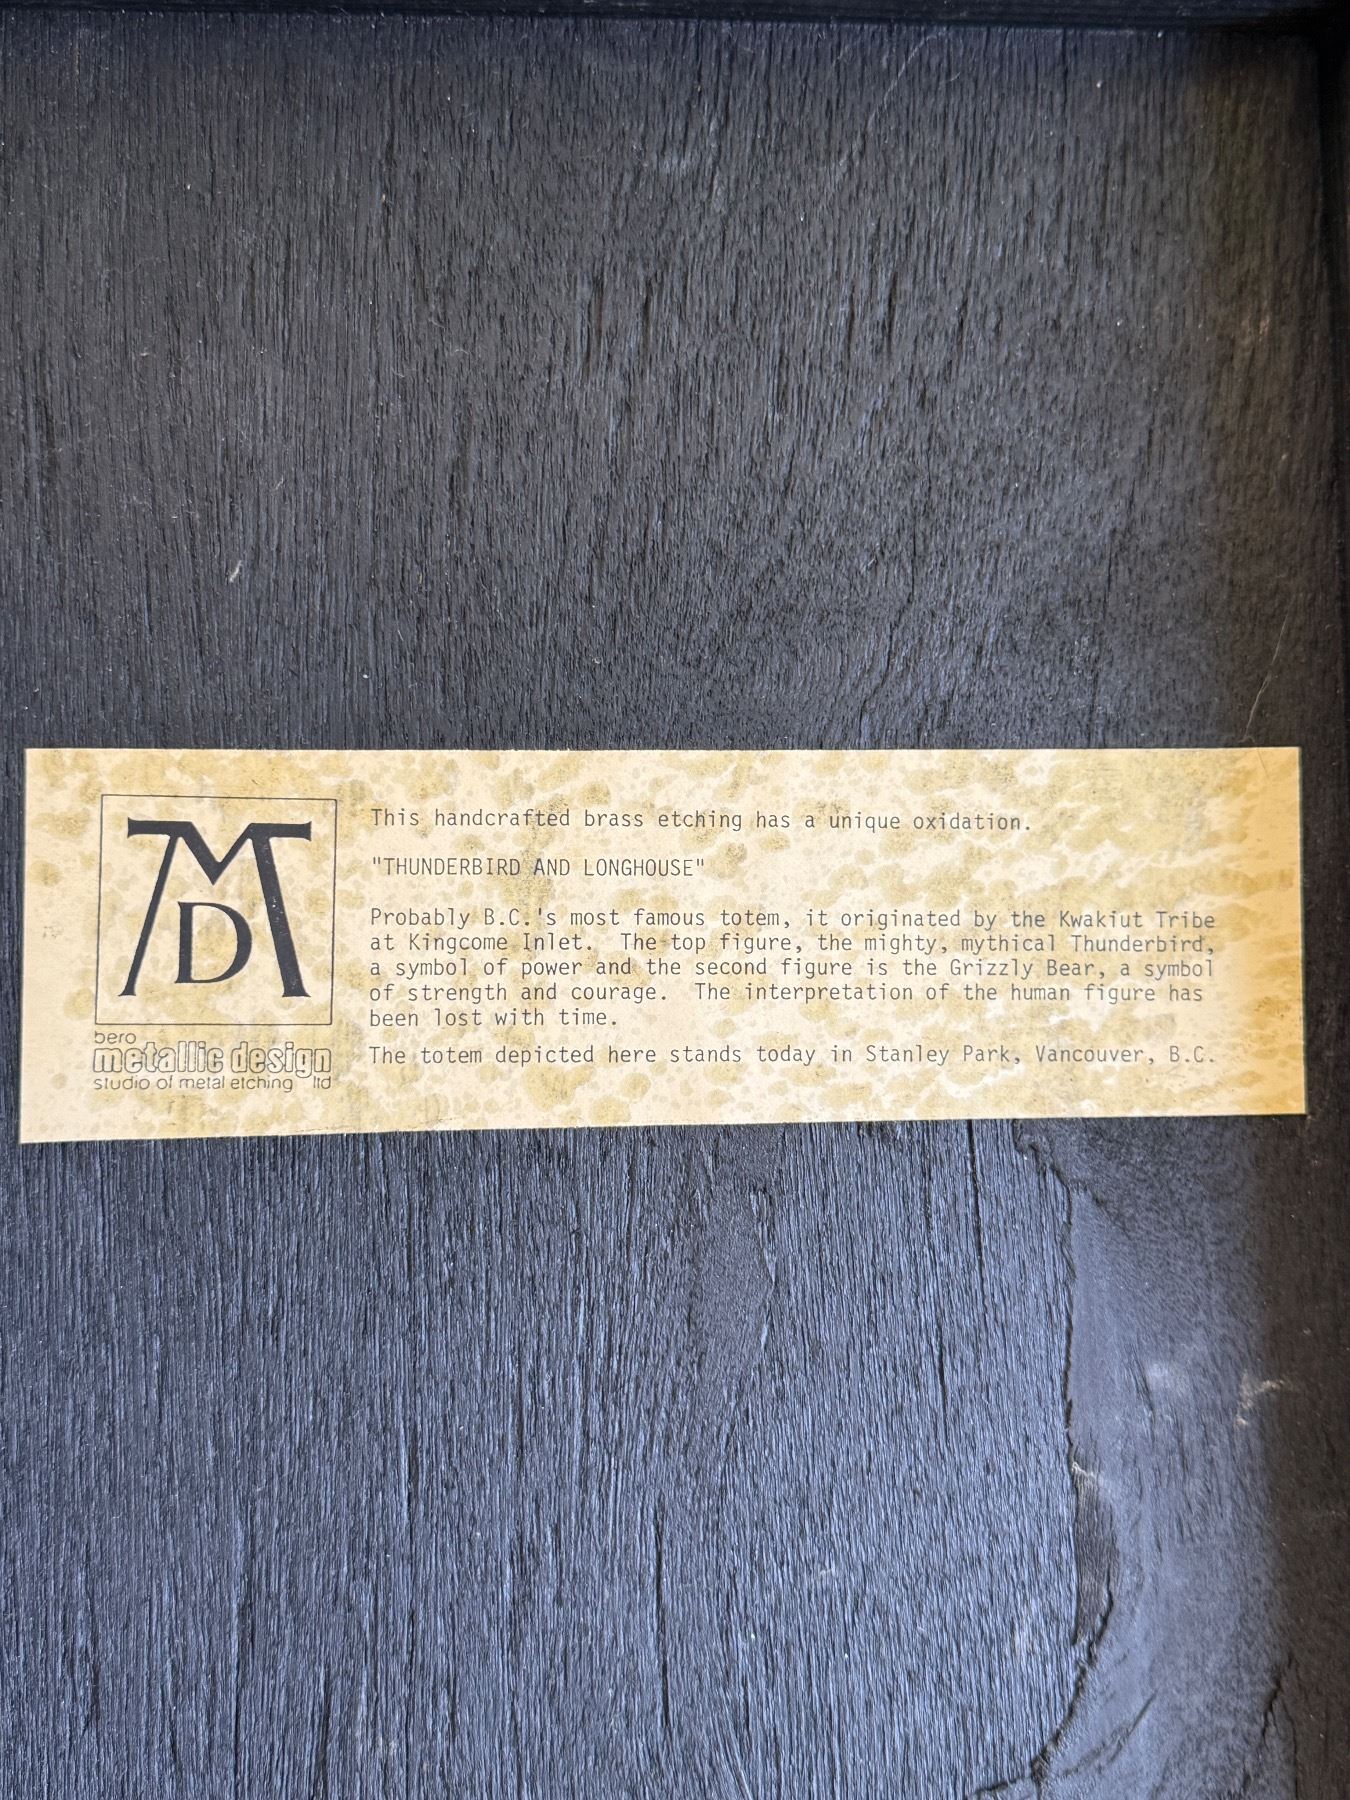 MD
bero
metallic design
studio of metal etching ltd
This handcrafted brass etching has a unique oxidation.
"THUNDERBIRD AND LONGHOUSE"
Probably B.C.'s most famous totem, it originated by the Kwakiut Tribe
at Kingcome Inlet. The top figure, the mighty, mythical Thunderbird,
a symbol of power and the second figure is the Grizzly Bear, a symbol
of strength and courage. The interpretation of the human figure has
been lost with time.
The totem depicted here stands today in Stanley Park, Vancouver, B.C.